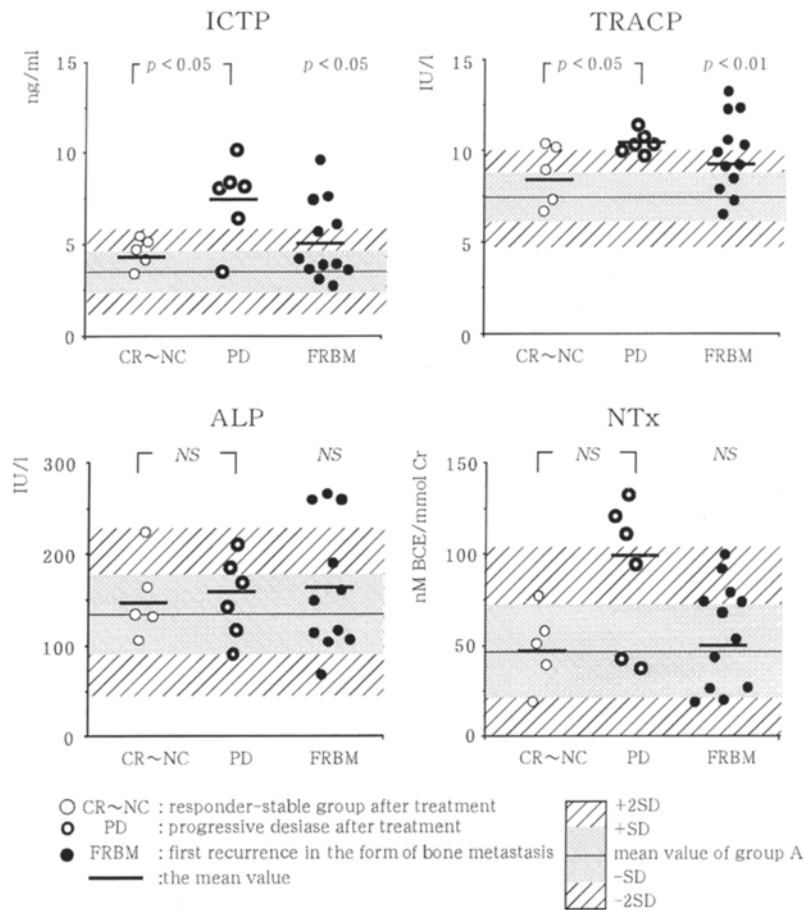 ICTP
ng/ml
p < 0.05
p < 0.05
15
10
5
0
CR～NC PD FRBM
TRACP
IU/l
p < 0.05
p < 0.01
15
10
5
0
CR～NC PD FRBM
ALP
IU/l
NS
NS
300
200
100
0
CR～NC PD FRBM
NTx
nM BCE/mmol Cr
NS
NS
150
100
50
0
CR～NC PD FRBM
CR～NC : responder-stable group after treatment
PD : progressive desiase after treatment
FRBM : first recurrence in the form of bone metastasis
:the mean value
+2SD
+SD
mean value of group A
-SD
-2SD